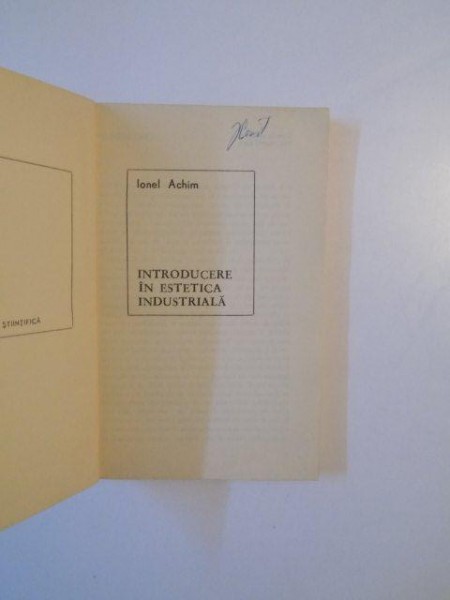 Ionel Achim
INTRODUCERE
ÎN ESTETICA
INDUSTRIALĂ
ȘTIINȚIFICĂ